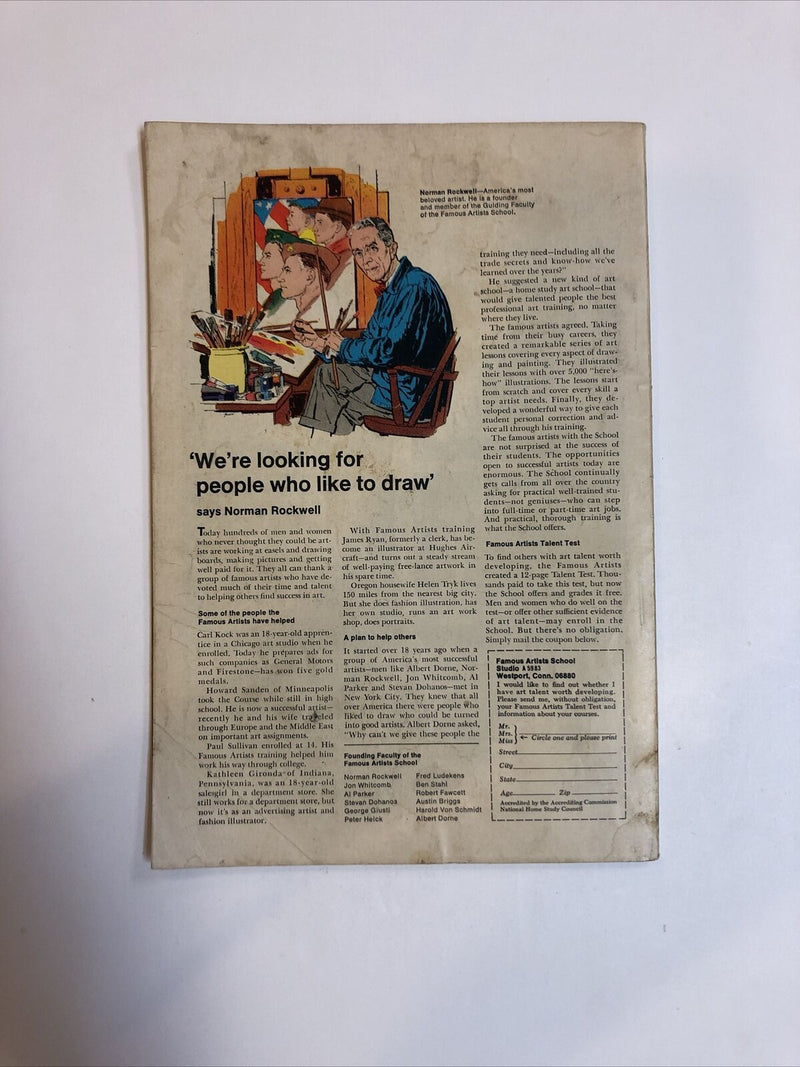 Norman Rockwell—America's most
beloved artist. He is a founder
and member of the Guiding Faculty
of the Famous Artists School.
'We're looking for
people who like to draw'
says Norman Rockwell
Today hundreds of men and women
who never thought they could be art-
ists are working at easels and drawing
boards, making pictures and getting
well paid for it. They all can thank a
group of famous artists who have de-
voted much of their time and talent
to helping others find success in art.
Some of the people the
Famous Artists have helped
Carl Kock was an 18-year-old appren-
tice in a Chicago art studio when he
enrolled. Today he prepares ads for
such companies as General Motors
and Firestone—has won five gold
medals.
Howard Sanden of Minneapolis
took the Course while still in high
school. He is now a successful artist—
recently he and his wife traveled
through Europe and the Middle East
on important art assignments.
Paul Sullivan enrolled at 14. His
Famous Artists training helped him
work his way through college.
Kathleen Gironda of Indiana,
Pennsylvania, was an 18-year-old
salesgirl in a department store. She
still works for a department store, but
now it's as an advertising artist and
fashion illustrator.
With Famous Artists training
James Ryan, formerly a clerk, has be-
come an illustrator at Hughes Air-
craft—and turns out a steady stream
of well-paying free-lance artwork in
his spare time.
Oregon housewife Helen Tryk lives
150 miles from the nearest big city.
But she does fashion illustration, has
her own studio, runs an art work
shop, does portraits.
A plan to help others
It started over 18 years ago when a
group of America's most successful
artists—men like Albert Dorne, Nor-
man Rockwell, Jon Whitcomb, Al
Parker and Stevan Dohanos—met in
New York City. They knew that all
over America there were people who
liked to draw who could be turned
into good artists. Albert Dorne asked,
"Why can't we give these people the
Founding Faculty of the
Famous Artists School
Norman Rockwell
Jon Whitcomb
Al Parker
Stevan Dohanos
George Giusti
Peter Helck
Fred Ludekens
Ben Stahl
Robert Fawcett
Austin Briggs
Harold Von Schmidt
Albert Dorne
training they need—including all the
trade secrets and know-how we've
learned over the years?"
He suggested a new kind of art
school—a home study art school—that
would give talented people the best
professional art training, no matter
where they live.
The famous artists agreed. Taking
time from their busy careers, they
created a remarkable series of art
lessons covering every aspect of draw-
ing and painting. They illustrated
their lessons with over 5,000 "here's-
how" illustrations. The lessons start
from scratch and cover every skill a
top artist needs. Finally, they de-
veloped a wonderful way to give each
student personal correction and ad-
vice all through his training.
The famous artists with the School
are not surprised at the success of
their students. The opportunities
open to successful artists today are
enormous. The School continually
gets calls from all over the country
asking for practical well-trained stu-
dents—not geniuses—who can step
into full-time or part-time art jobs.
And practical, thorough training is
what the School offers.
Famous Artists Talent Test
To find others with art talent worth
developing, the Famous Artists
created a 12-page Talent Test. Thou-
sands paid to take this test, but now
the School offers and grades it free.
Men and women who do well on the
test—or offer other sufficient evidence
of art talent—may enroll in the
School. But there's no obligation.
Simply mail the coupon below.
Famous Artists School
Studio
Westport, Conn. 06880
I would like to find out whether I
have art talent worth developing.
Please send me, without obligation,
your Famous Artists Talent Test and
information about your courses.
Mr.
Mrs.
Miss
Circle one and please print
Street
City
State
Age Zip
Accredited by the Accrediting Commission
National Home Study Council